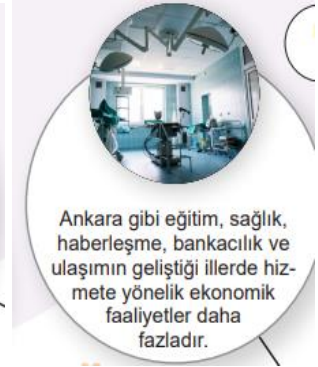 Ankara gibi eğitim, sağlık,
haberleşme, bankacılık ve
ulaşımın geliştiği illerde hiz-
mete yönelik ekonomik
faaliyetler daha
fazladır.